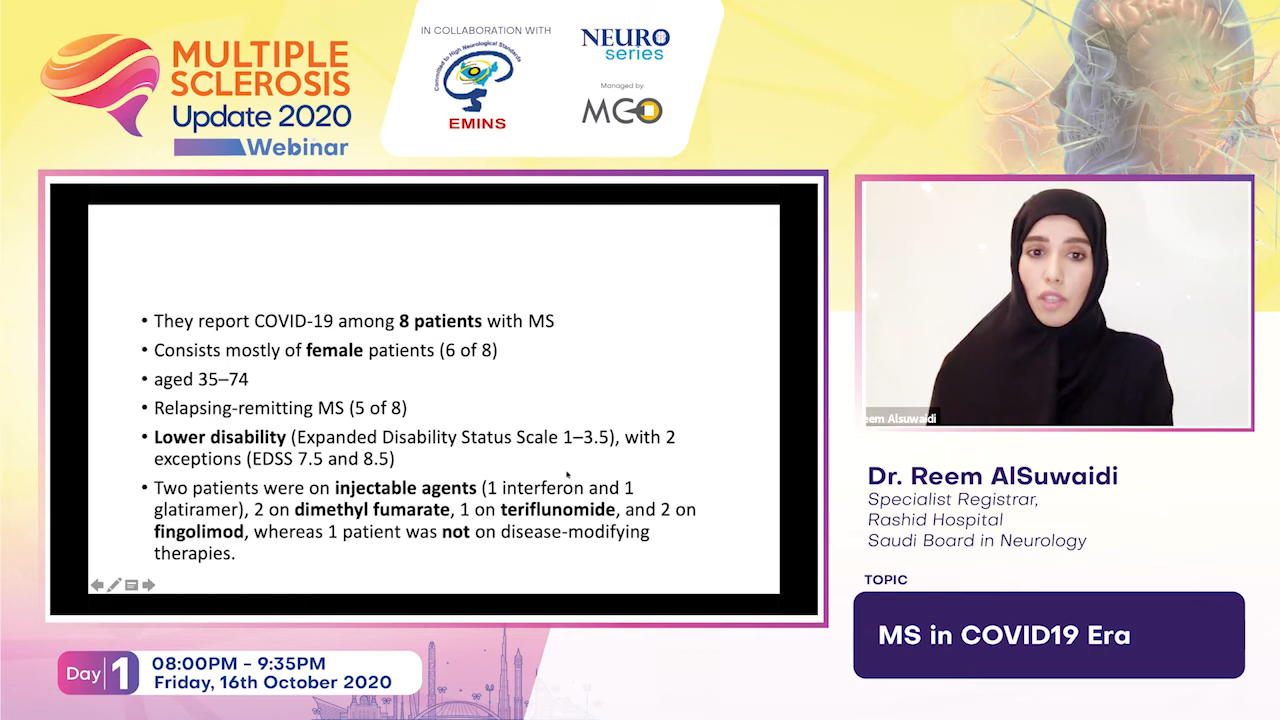 MULTIPLE
SCLEROSIS
Update 2020
Webinar
IN COLLABORATION WITH
Committed to High Neurological Standards
EMINS
NEURO
series
Managed by:
MCO
• They report COVID-19 among 8 patients with MS
• Consists mostly of female patients (6 of 8)
• aged 35–74
• Relapsing-remitting MS (5 of 8)
• Lower disability (Expanded Disability Status Scale 1–3.5), with 2
exceptions (EDSS 7.5 and 8.5)
• Two patients were on injectable agents (1 interferon and 1
glatiramer), 2 on dimethyl fumarate, 1 on teriflunomide, and 2 on
fingolimod, whereas 1 patient was not on disease-modifying
therapies.
eem Alsuwaidi
Dr. Reem AlSuwaidi
Specialist Registrar,
Rashid Hospital
Saudi Board in Neurology
TOPIC
MS in COVID19 Era
Day 1
08:00PM – 9:35PM
Friday, 16th October 2020